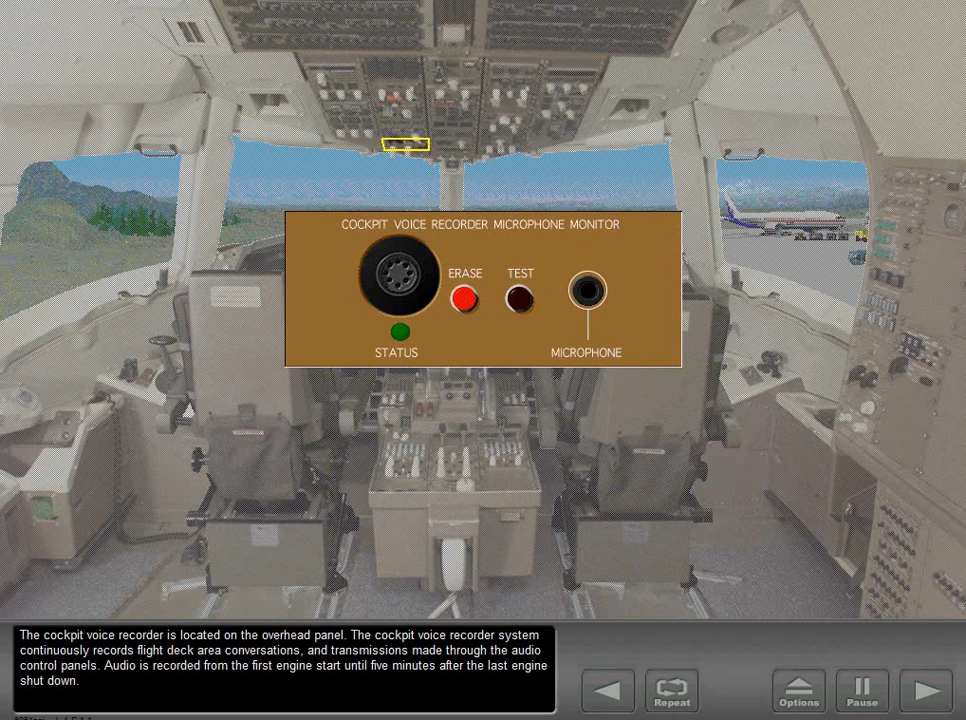 COCKPIT VOICE RECORDER MICROPHONE MONITOR
ERASE TEST
STATUS
MICROPHONE
The cockpit voice recorder is located on the overhead panel. The cockpit voice recorder system
continuously records flight deck area conversations, and transmissions made through the audio
control panels. Audio is recorded from the first engine start until five minutes after the last engine
shut down.
Repeat
Options
Pause